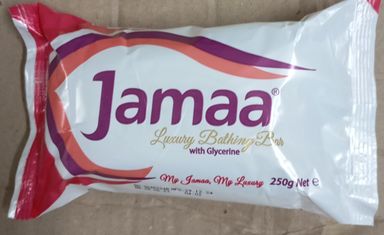 Jamaa®
Luxury Bathing Bar
with Glycerine
My Jamaa, My Luxury
250g Net ℮